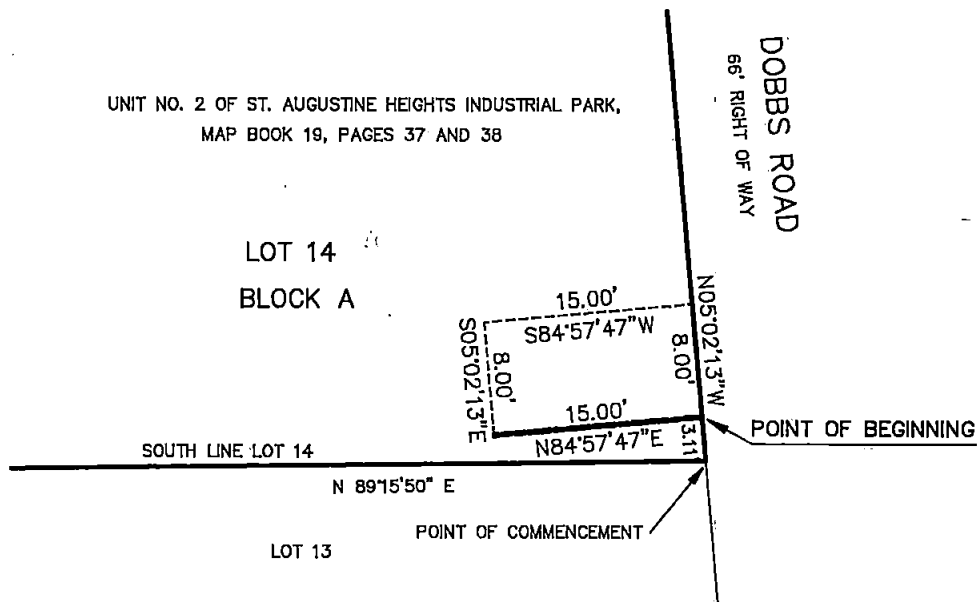 DOBBS ROAD
66' RIGHT OF WAY
UNIT NO. 2 OF ST. AUGUSTINE HEIGHTS INDUSTRIAL PARK,
MAP BOOK 19, PAGES 37 AND 38
LOT 14
BLOCK A
15.00'
S84°57'47"W
N05°02'13"W
8.00'
S05°02'13"E
8.00'
15.00'
N84°57'47"E
3.11
POINT OF BEGINNING
SOUTH LINE LOT 14
N 89°15'50" E
POINT OF COMMENCEMENT
LOT 13